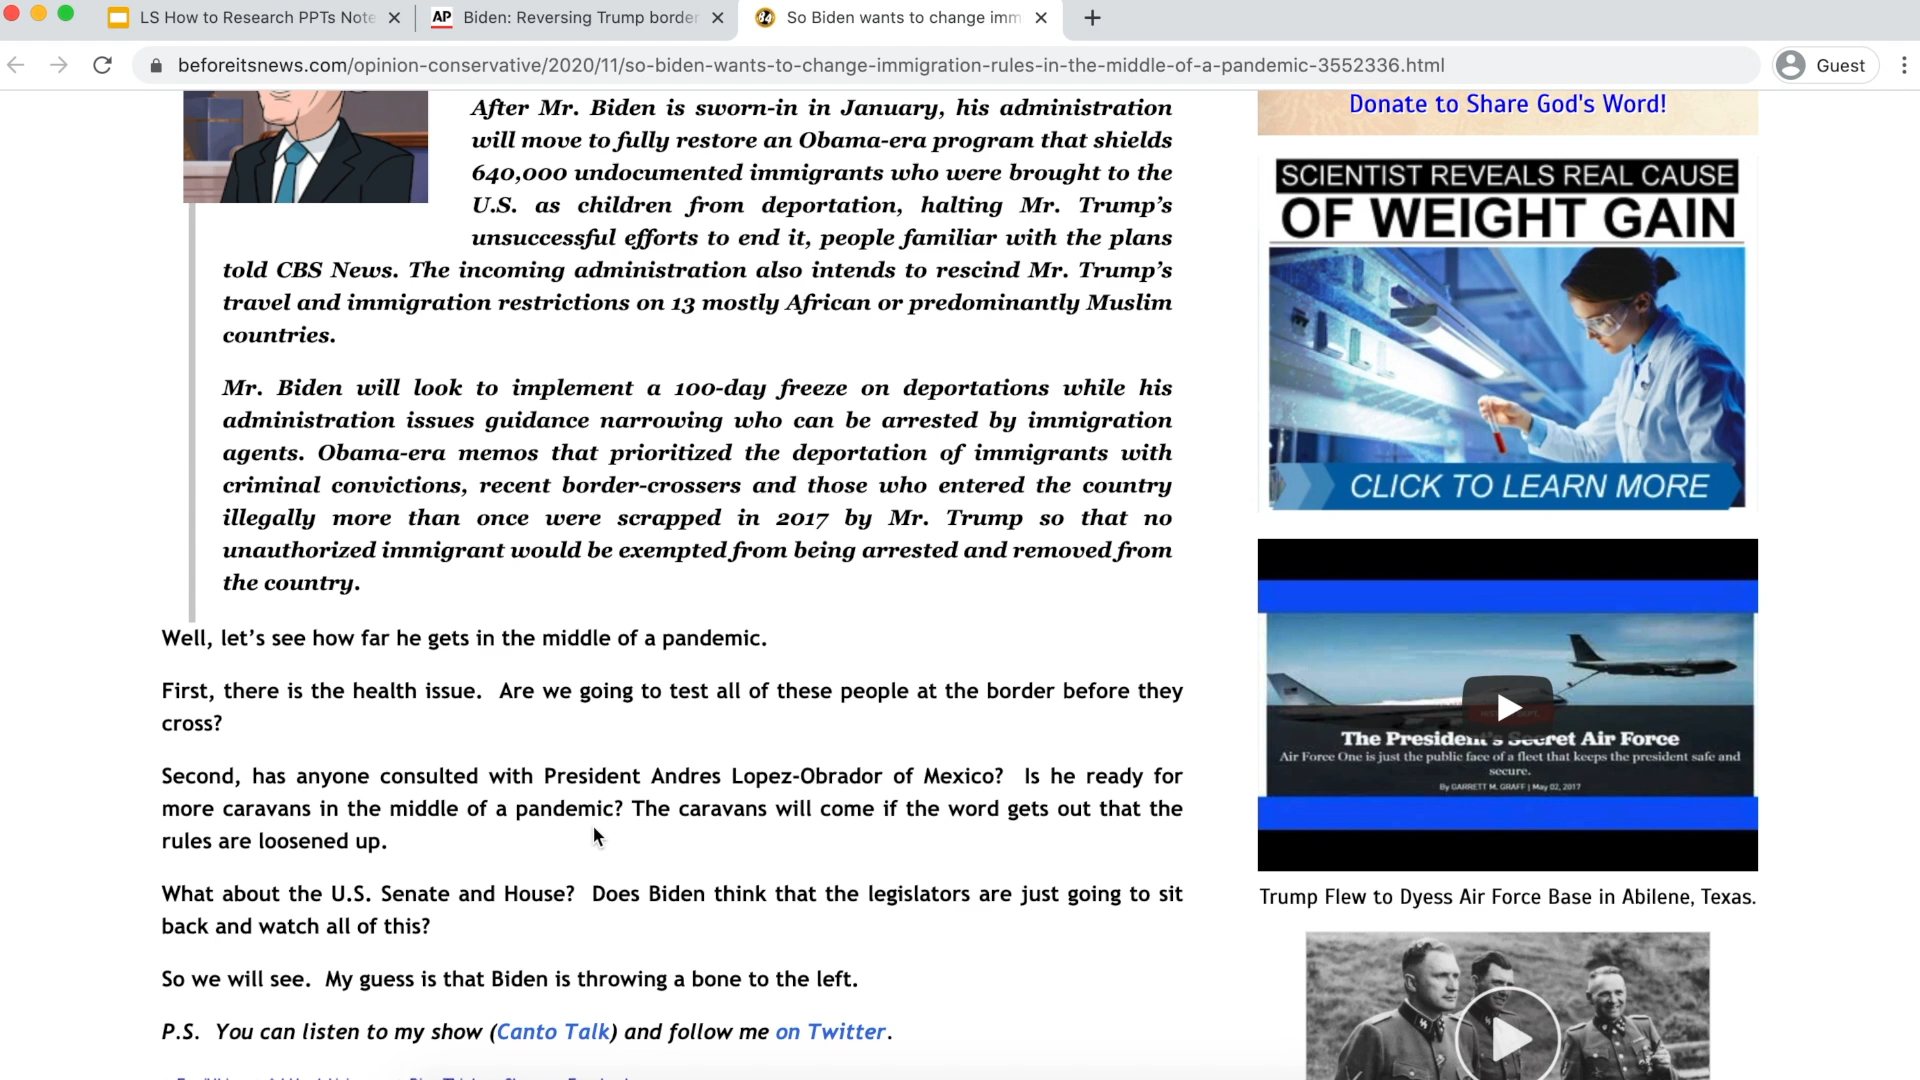 LS How to Research PPTs Note
AP Biden: Reversing Trump border
So Biden wants to change imm
beforeitsnews.com/opinion-conservative/2020/11/so-biden-wants-to-change-immigration-rules-in-the-middle-of-a-pandemic-3552336.html
Guest
After Mr. Biden is sworn-in in January, his administration
will move to fully restore an Obama-era program that shields
640,000 undocumented immigrants who were brought to the
U.S. as children from deportation, halting Mr. Trump’s
unsuccessful efforts to end it, people familiar with the plans
told CBS News. The incoming administration also intends to rescind Mr. Trump’s
travel and immigration restrictions on 13 mostly African or predominantly Muslim
countries.
Mr. Biden will look to implement a 100-day freeze on deportations while his
administration issues guidance narrowing who can be arrested by immigration
agents. Obama-era memos that prioritized the deportation of immigrants with
criminal convictions, recent border-crossers and those who entered the country
illegally more than once were scrapped in 2017 by Mr. Trump so that no
unauthorized immigrant would be exempted from being arrested and removed from
the country.
Well, let’s see how far he gets in the middle of a pandemic.
First, there is the health issue. Are we going to test all of these people at the border before they
cross?
Second, has anyone consulted with President Andres Lopez-Obrador of Mexico? Is he ready for
more caravans in the middle of a pandemic? The caravans will come if the word gets out that the
rules are loosened up.
What about the U.S. Senate and House? Does Biden think that the legislators are just going to sit
back and watch all of this?
So we will see. My guess is that Biden is throwing a bone to the left.
P.S. You can listen to my show (Canto Talk) and follow me on Twitter.
Donate to Share God's Word!
SCIENTIST REVEALS REAL CAUSE
OF WEIGHT GAIN
CLICK TO LEARN MORE
The President's Secret Air Force
Air Force One is just the public face of a fleet that keeps the president safe and
secure.
By GARRETT M. GRAFF | May 02, 2017
Trump Flew to Dyess Air Force Base in Abilene, Texas.